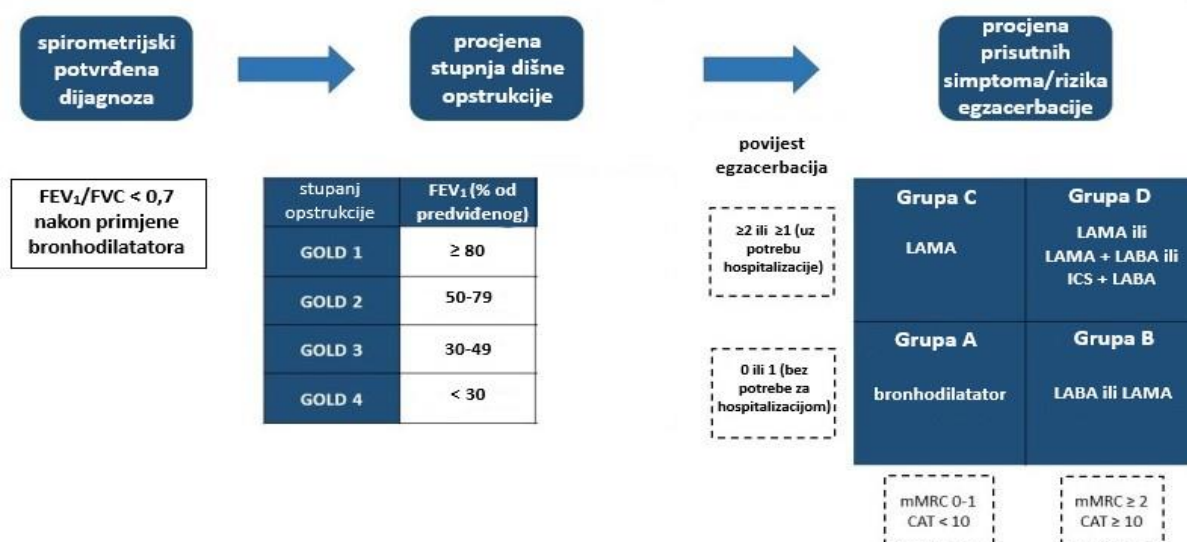 spirometrijski
potvrđena
dijagnoza
procjena
stupnja dišne
opstrukcije
procjena
prisutnih
simptoma/rizika
egzacerbacije
FEV₁/FVC < 0,7
nakon primjene
bronhodilatatora
stupanj
opstrukcije
FEV₁ (% od
predviđenog)
GOLD 1
≥ 80
GOLD 2
50-79
GOLD 3
30-49
GOLD 4
< 30
povijest
egzacerbacija
≥2 ili ≥1 (uz
potrebu
hospitalizacije)
Grupa C
LAMA
Grupa D
LAMA ili
LAMA + LABA ili
ICS + LABA
0 ili 1 (bez
potrebe za
hospitalizacijom)
Grupa A
bronhodilatator
Grupa B
LABA ili LAMA
mMRC 0-1
CAT < 10
mMRC ≥ 2
CAT ≥ 10